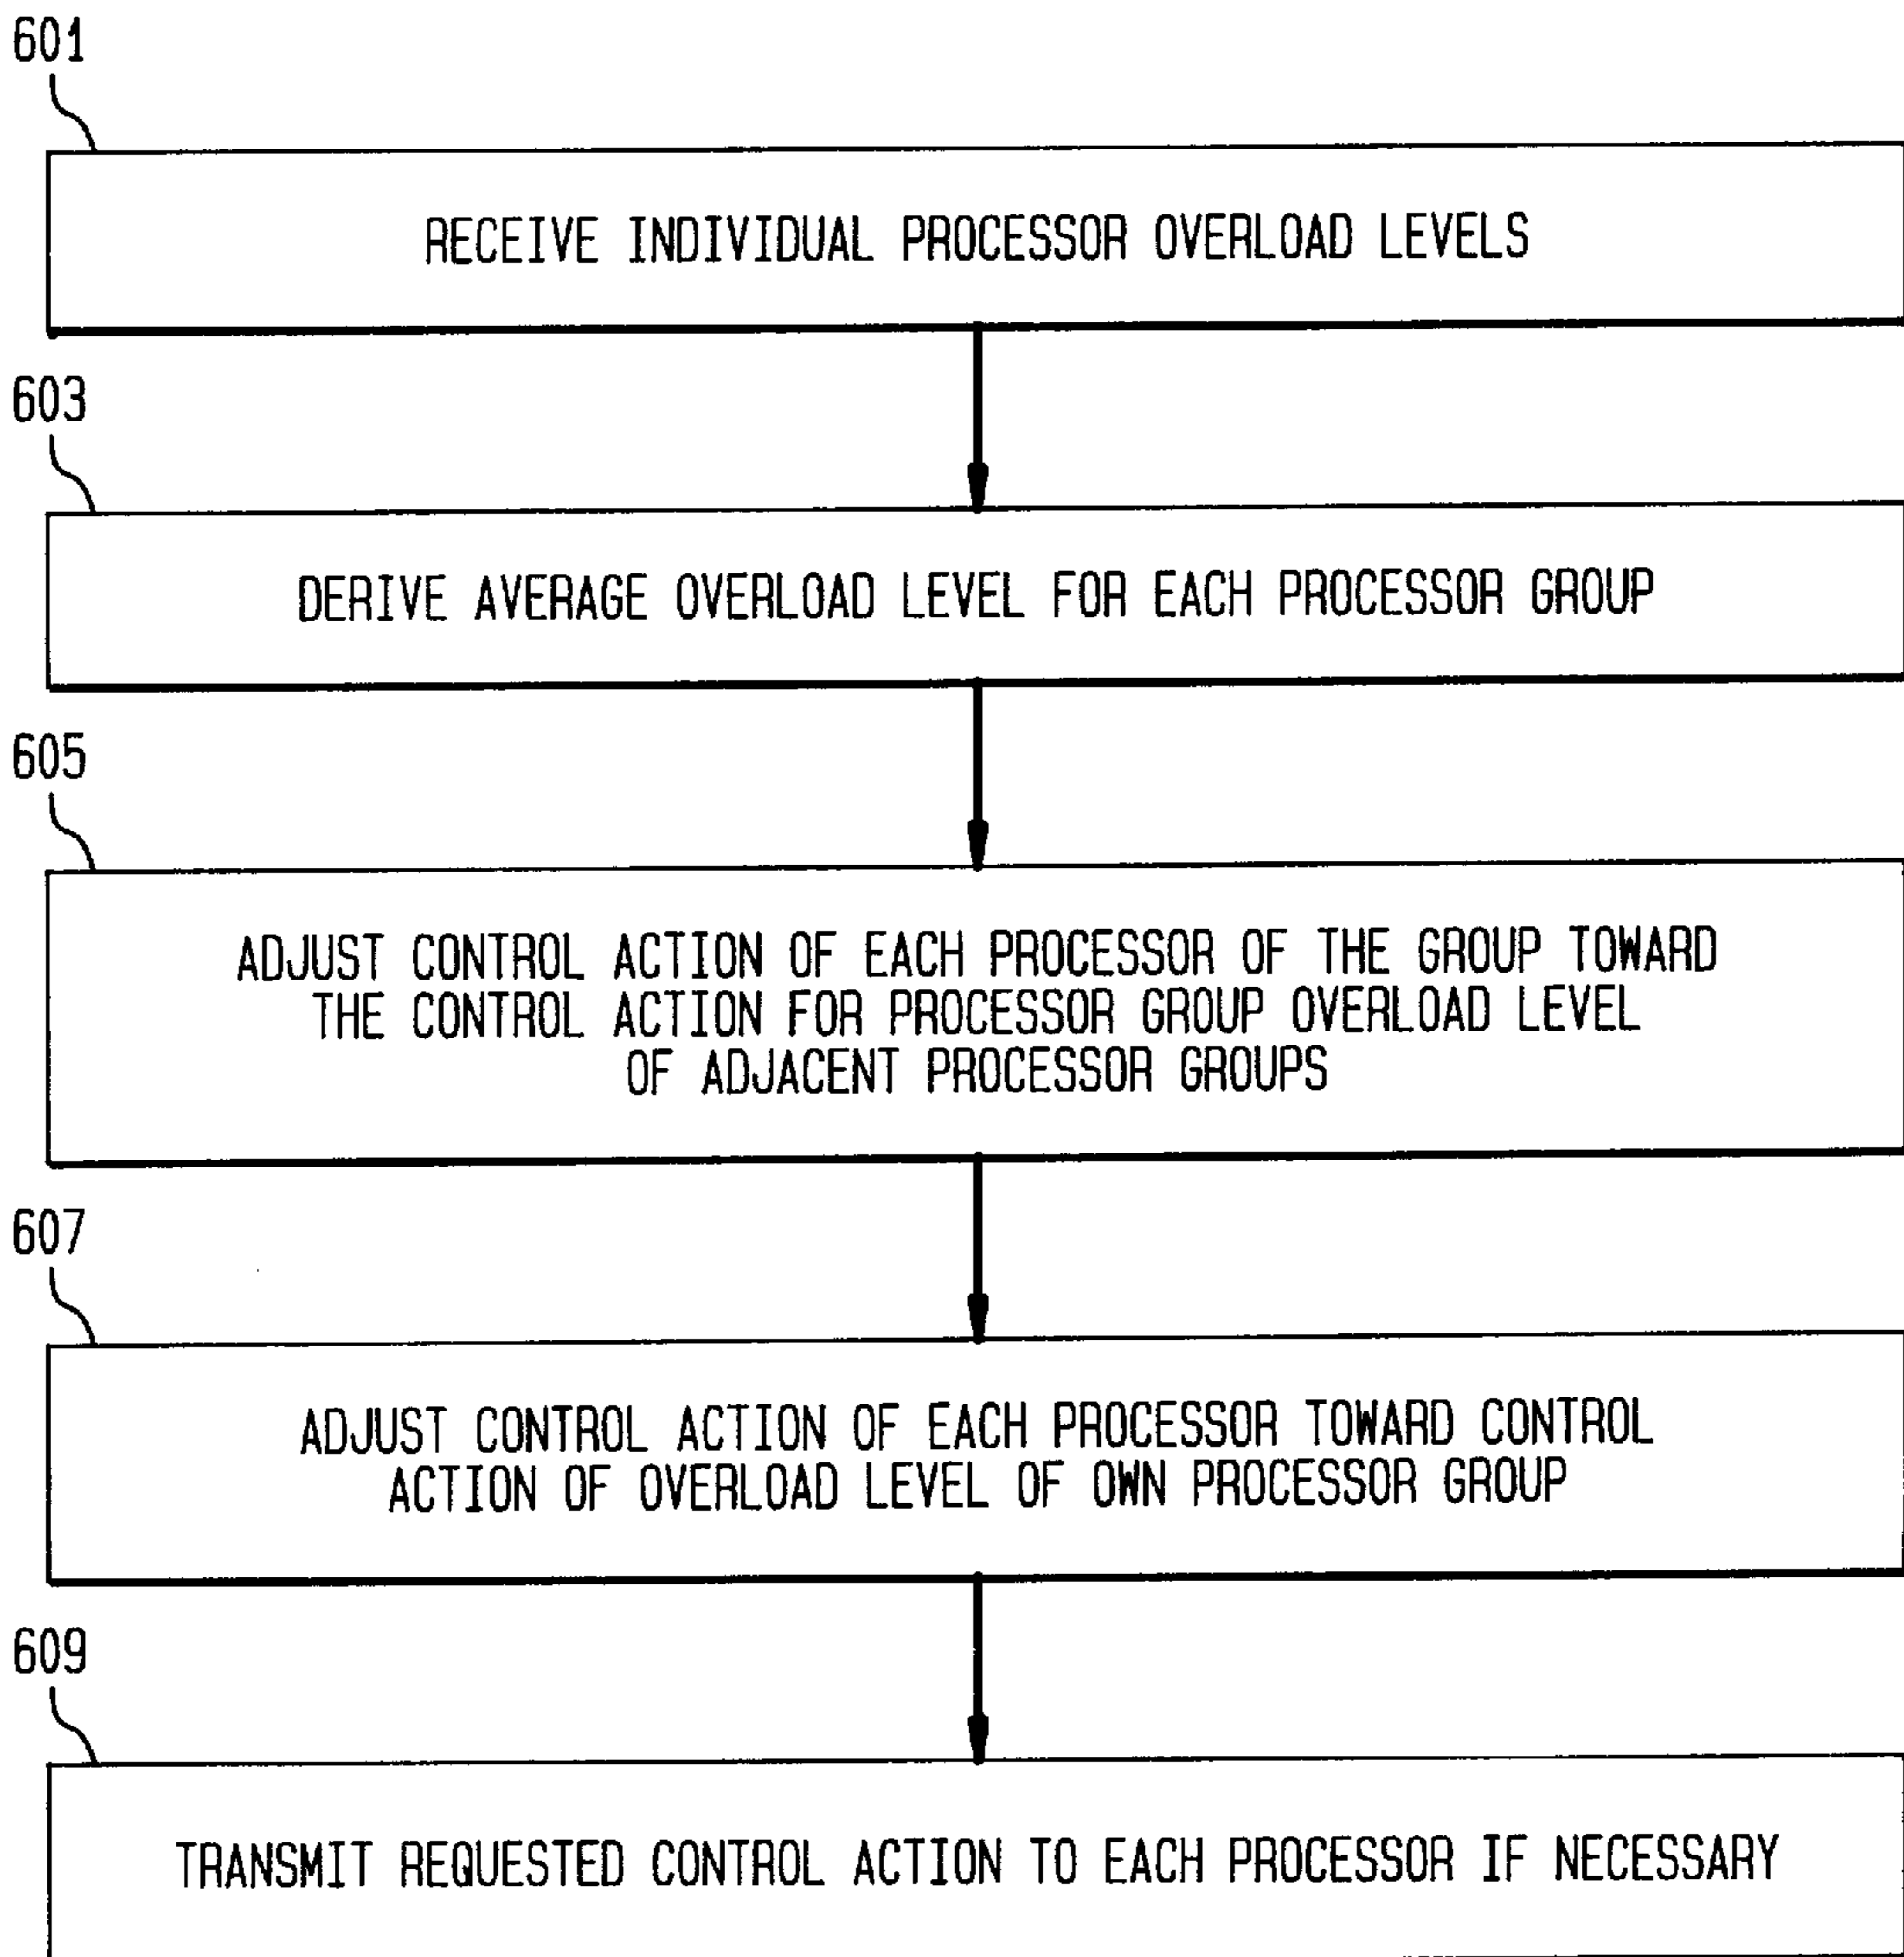 601
RECEIVE INDIVIDUAL PROCESSOR OVERLOAD LEVELS
603
DERIVE AVERAGE OVERLOAD LEVEL FOR EACH PROCESSOR GROUP
605
ADJUST CONTROL ACTION OF EACH PROCESSOR OF THE GROUP TOWARD
THE CONTROL ACTION FOR PROCESSOR GROUP OVERLOAD LEVEL
OF ADJACENT PROCESSOR GROUPS
607
ADJUST CONTROL ACTION OF EACH PROCESSOR TOWARD CONTROL
ACTION OF OVERLOAD LEVEL OF OWN PROCESSOR GROUP
609
TRANSMIT REQUESTED CONTROL ACTION TO EACH PROCESSOR IF NECESSARY